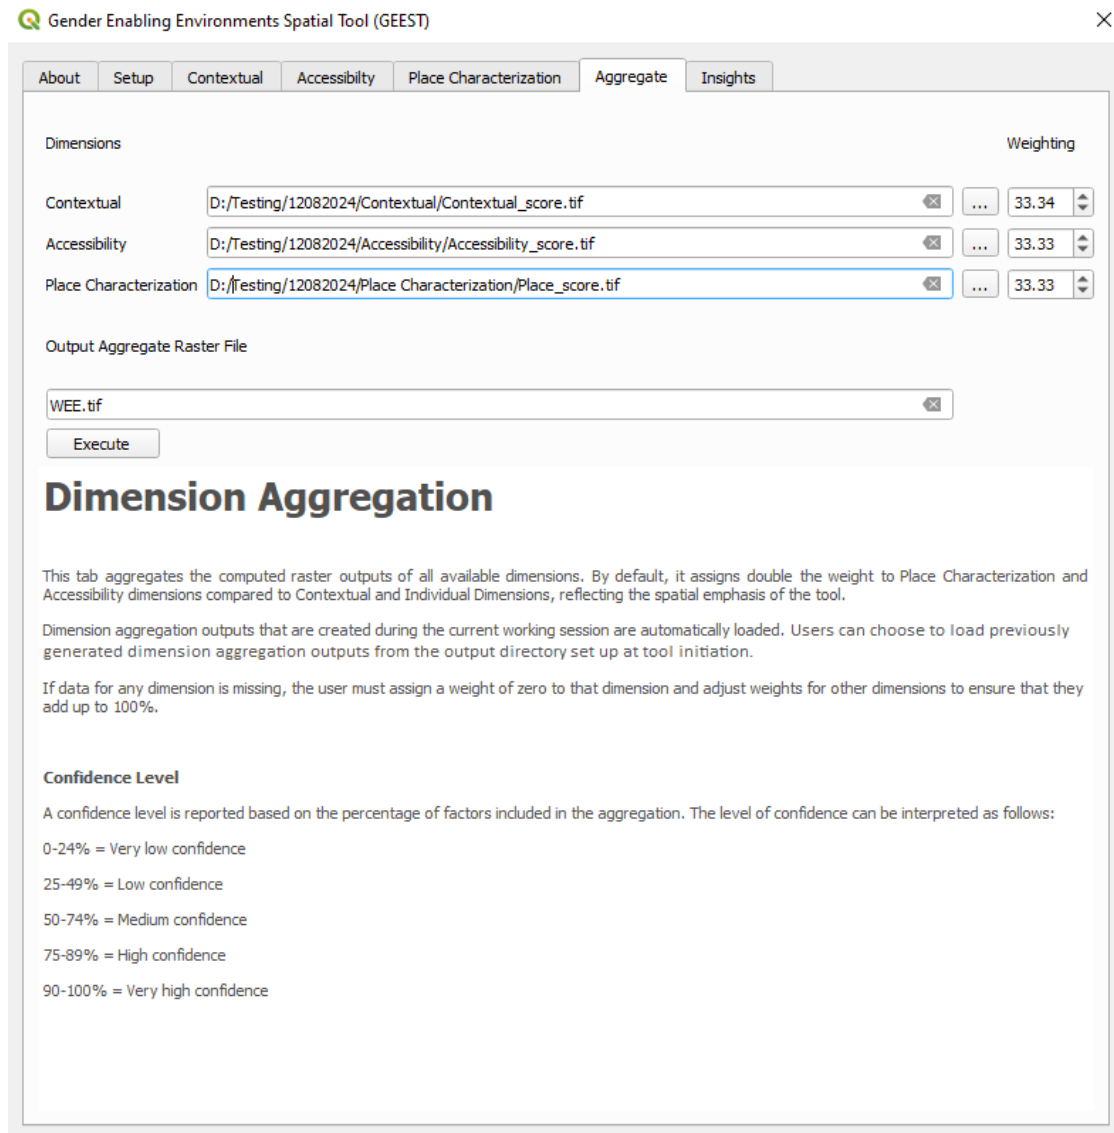 Gender Enabling Environments Spatial Tool (GEEST)
About Setup Contextual Accessibilty Place Characterization Aggregate Insights
Dimensions Weighting
Contextual D:/Testing/12082024/Contextual/Contextual_score.tif ... 33.34
Accessibility D:/Testing/12082024/Accessibility/Accessibility_score.tif ... 33.33
Place Characterization D:/Testing/12082024/Place Characterization/Place_score.tif ... 33.33
Output Aggregate Raster File
WEE.tif
Execute
Dimension Aggregation
This tab aggregates the computed raster outputs of all available dimensions. By default, it assigns double the weight to Place Characterization and
Accessibility dimensions compared to Contextual and Individual Dimensions, reflecting the spatial emphasis of the tool.
Dimension aggregation outputs that are created during the current working session are automatically loaded. Users can choose to load previously
generated dimension aggregation outputs from the output directory set up at tool initiation.
If data for any dimension is missing, the user must assign a weight of zero to that dimension and adjust weights for other dimensions to ensure that they
add up to 100%.
Confidence Level
A confidence level is reported based on the percentage of factors included in the aggregation. The level of confidence can be interpreted as follows:
0-24% = Very low confidence
25-49% = Low confidence
50-74% = Medium confidence
75-89% = High confidence
90-100% = Very high confidence